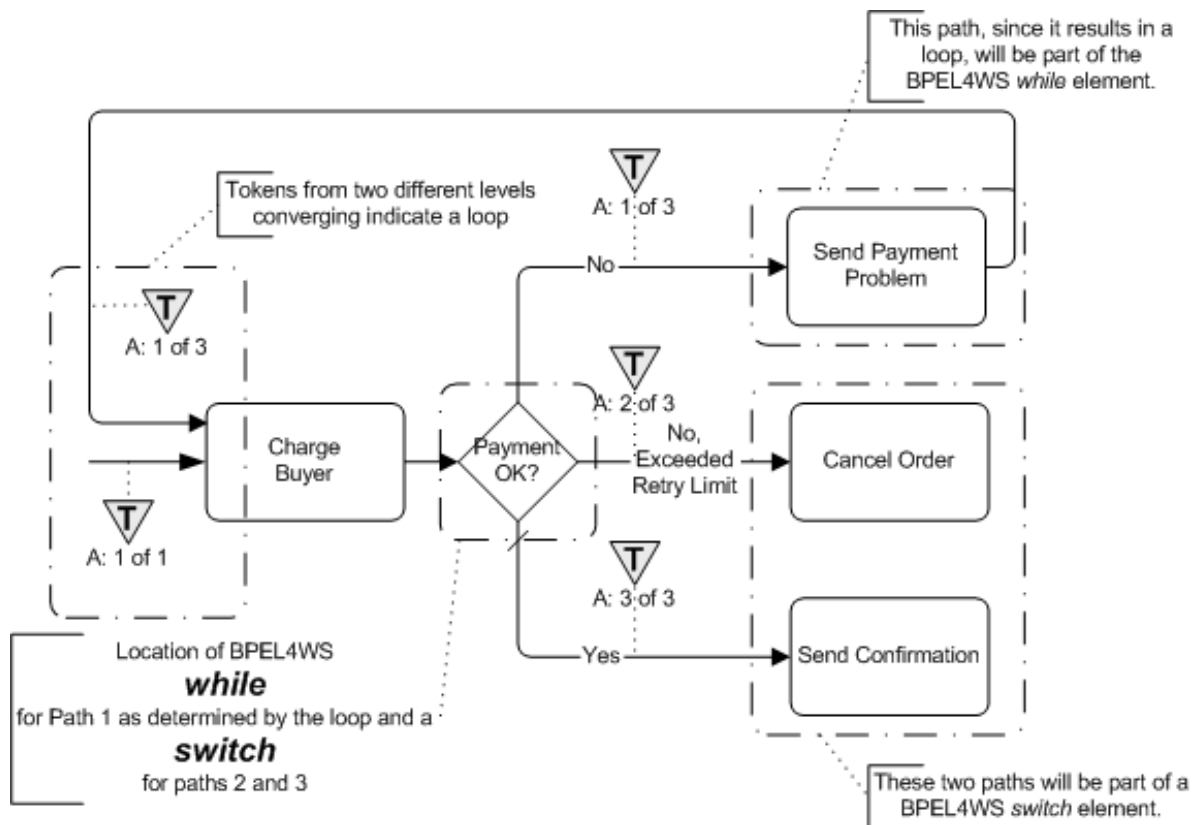 This path, since it results in a
loop, will be part of the
BPEL4WS while element.
T
A: 1 of 3
Tokens from two different levels
converging indicate a loop
No
Send Payment
Problem
T
A: 1 of 3
T
A: 2 of 3
Charge
Buyer
Payment
OK?
No,
Exceeded
Retry Limit
Cancel Order
T
A: 1 of 1
T
A: 3 of 3
Yes
Send Confirmation
Location of BPEL4WS
while
for Path 1 as determined by the loop and a
switch
for paths 2 and 3
These two paths will be part of a
BPEL4WS switch element.